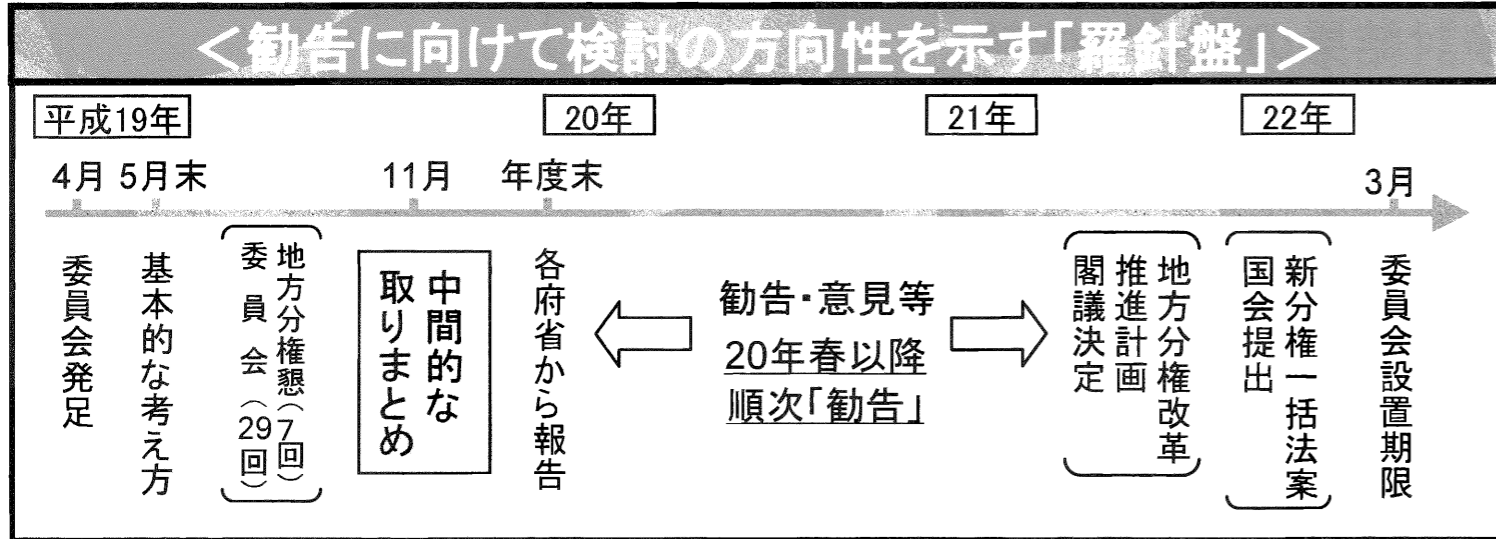 ＜勧告に向けて検討の方向性を示す「羅針盤」＞
平成19年
20年
21年
22年
4月
5月末
11月
年度末
3月
委員会発足
基本的な考え方
地方分権懇（7回）
委員会（29回）
中間的な
取りまとめ
各府省から報告
勧告・意見等
20年春以降
順次「勧告」
地方分権改革
推進計画
閣議決定
新分権一括法案
国会提出
委員会設置期限